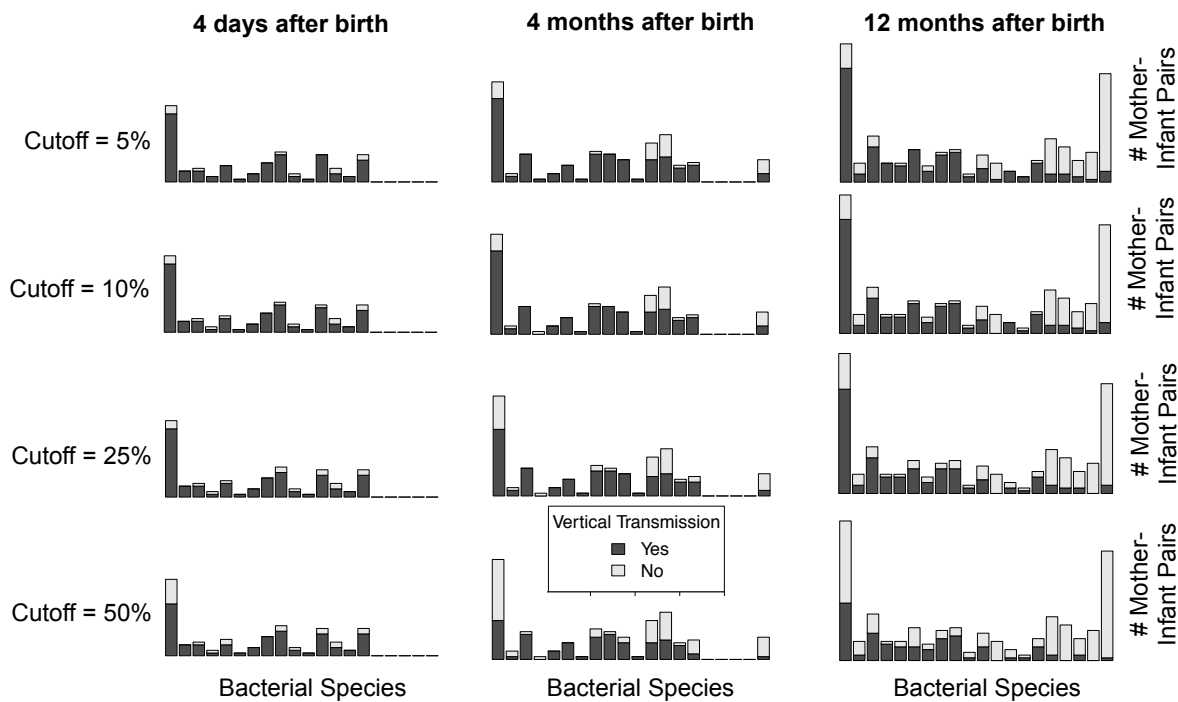 4 days after birth
4 months after birth
12 months after birth
Cutoff = 5%
# Mother-
Infant Pairs
Cutoff = 10%
# Mother-
Infant Pairs
Cutoff = 25%
# Mother-
Infant Pairs
Vertical Transmission
Yes
No
Cutoff = 50%
# Mother-
Infant Pairs
Bacterial Species
Bacterial Species
Bacterial Species